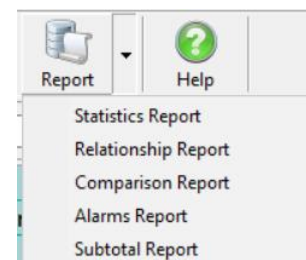 Report Help
Statistics Report
Relationship Report
Comparison Report
Alarms Report
Subtotal Report